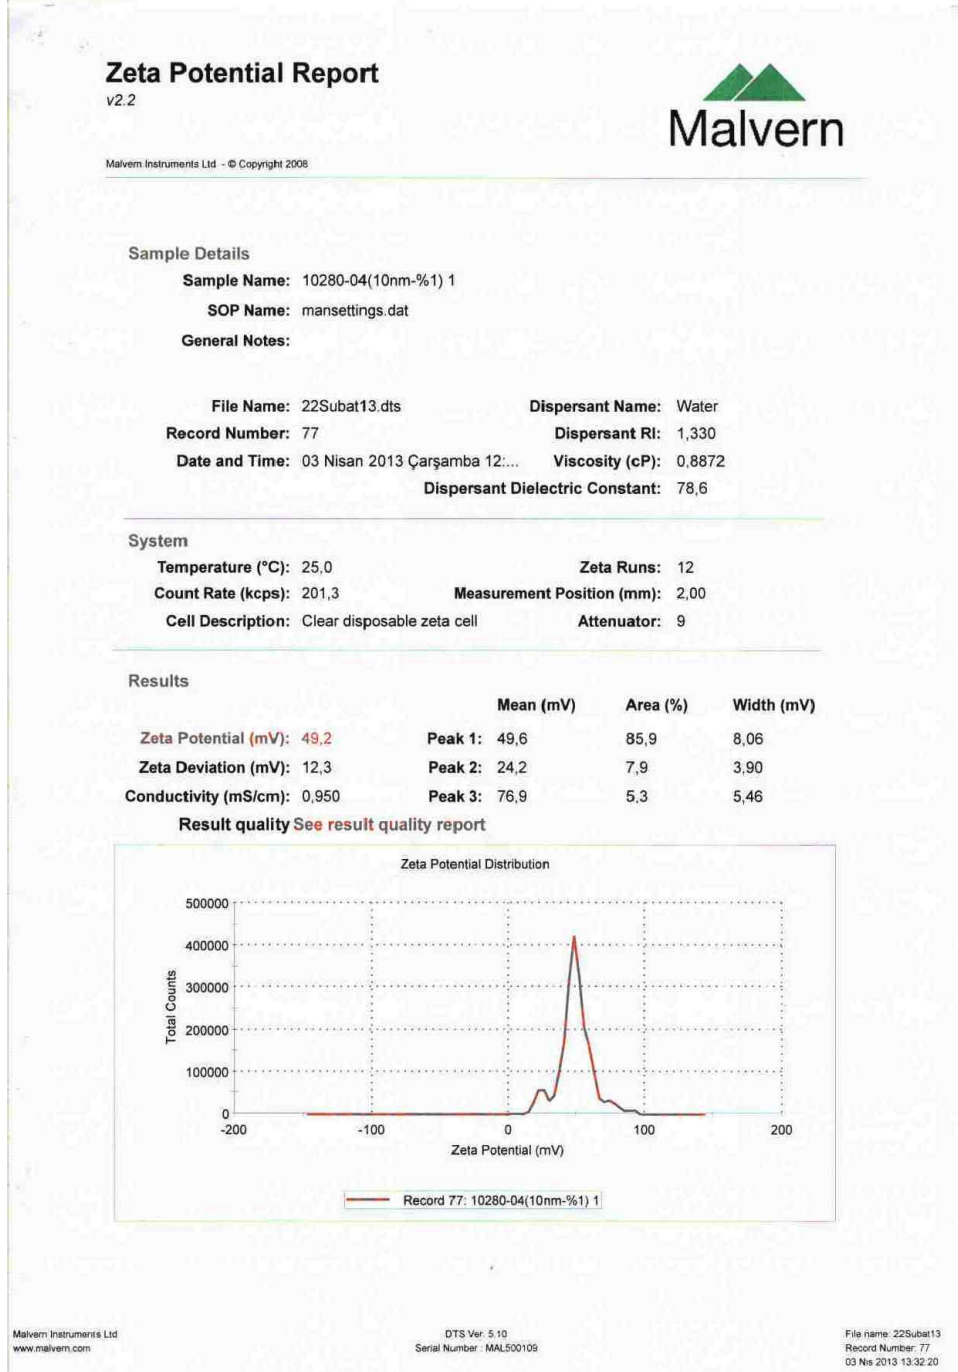 Zeta Potential Report
v2.2
Malvern
Malvern Instruments Ltd - © Copyright 2008
Sample Details
Sample Name: 10280-04(10nm-%1) 1
SOP Name: mansettings.dat
General Notes:
File Name: 22Subat13.dts Dispersant Name: Water
Record Number: 77 Dispersant RI: 1,330
Date and Time: 03 Nisan 2013 Çarşamba 12:... Viscosity (cP): 0,8872
Dispersant Dielectric Constant: 78,6
System
Temperature (°C): 25,0 Zeta Runs: 12
Count Rate (kcps): 201,3 Measurement Position (mm): 2,00
Cell Description: Clear disposable zeta cell Attenuator: 9
Results
Mean (mV) Area (%) Width (mV)
Zeta Potential (mV): 49,2 Peak 1: 49,6 85,9 8,06
Zeta Deviation (mV): 12,3 Peak 2: 24,2 7,9 3,90
Conductivity (mS/cm): 0,950 Peak 3: 76,9 5,3 5,46
Result quality See result quality report
Zeta Potential Distribution
500000
400000
300000
200000
100000
0
Total Counts
-200 -100 0 100 200
Zeta Potential (mV)
Record 77: 10280-04(10nm-%1) 1
Malvern Instruments Ltd DTS Ver. 5.10 File name: 22Subat13
www.malvern.com Serial Number : MAL500109 Record Number: 77
03 Nis 2013 13:32:20